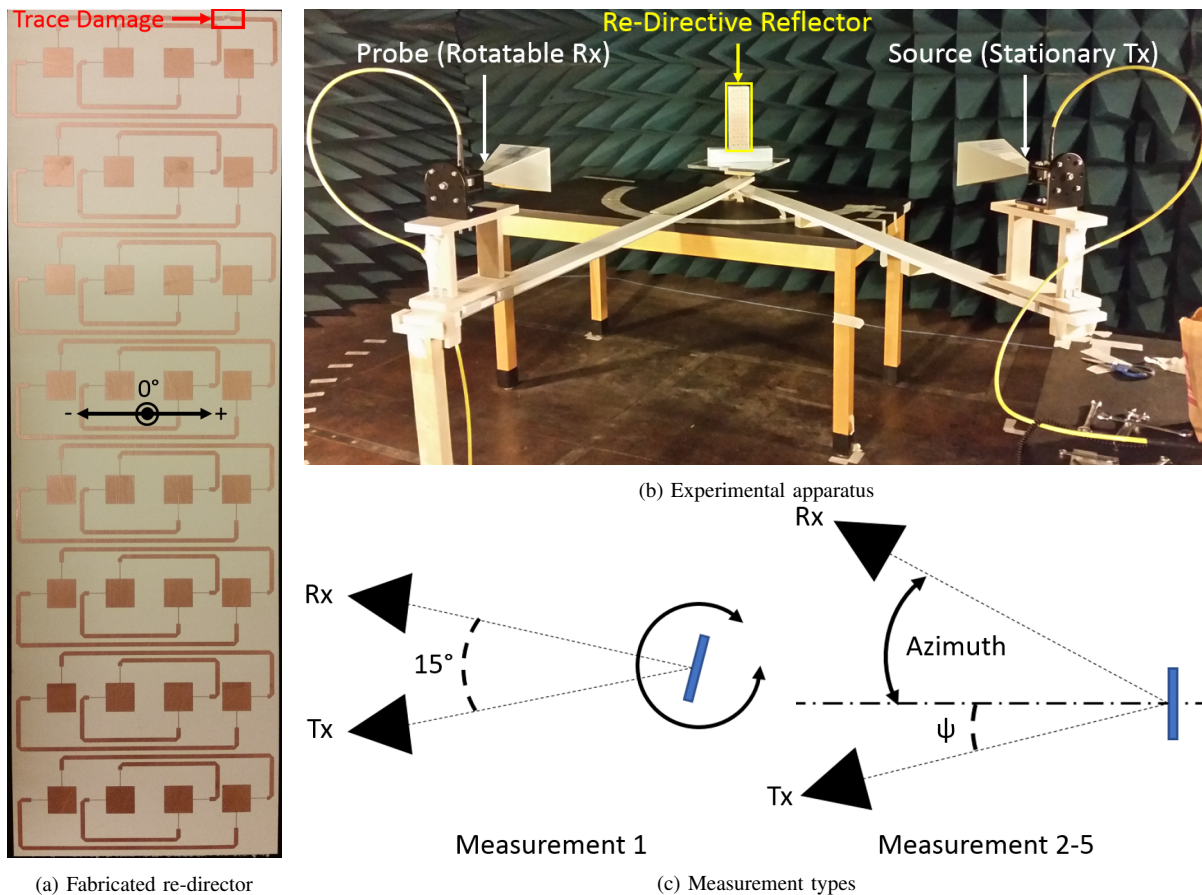 Trace Damage
0°
- +
(a) Fabricated re-director
Re-Directive Reflector
Probe (Rotatable Rx)
Source (Stationary Tx)
(b) Experimental apparatus
Rx
15°
Tx
Measurement 1
Rx
Azimuth
ψ
Tx
Measurement 2-5
(c) Measurement types